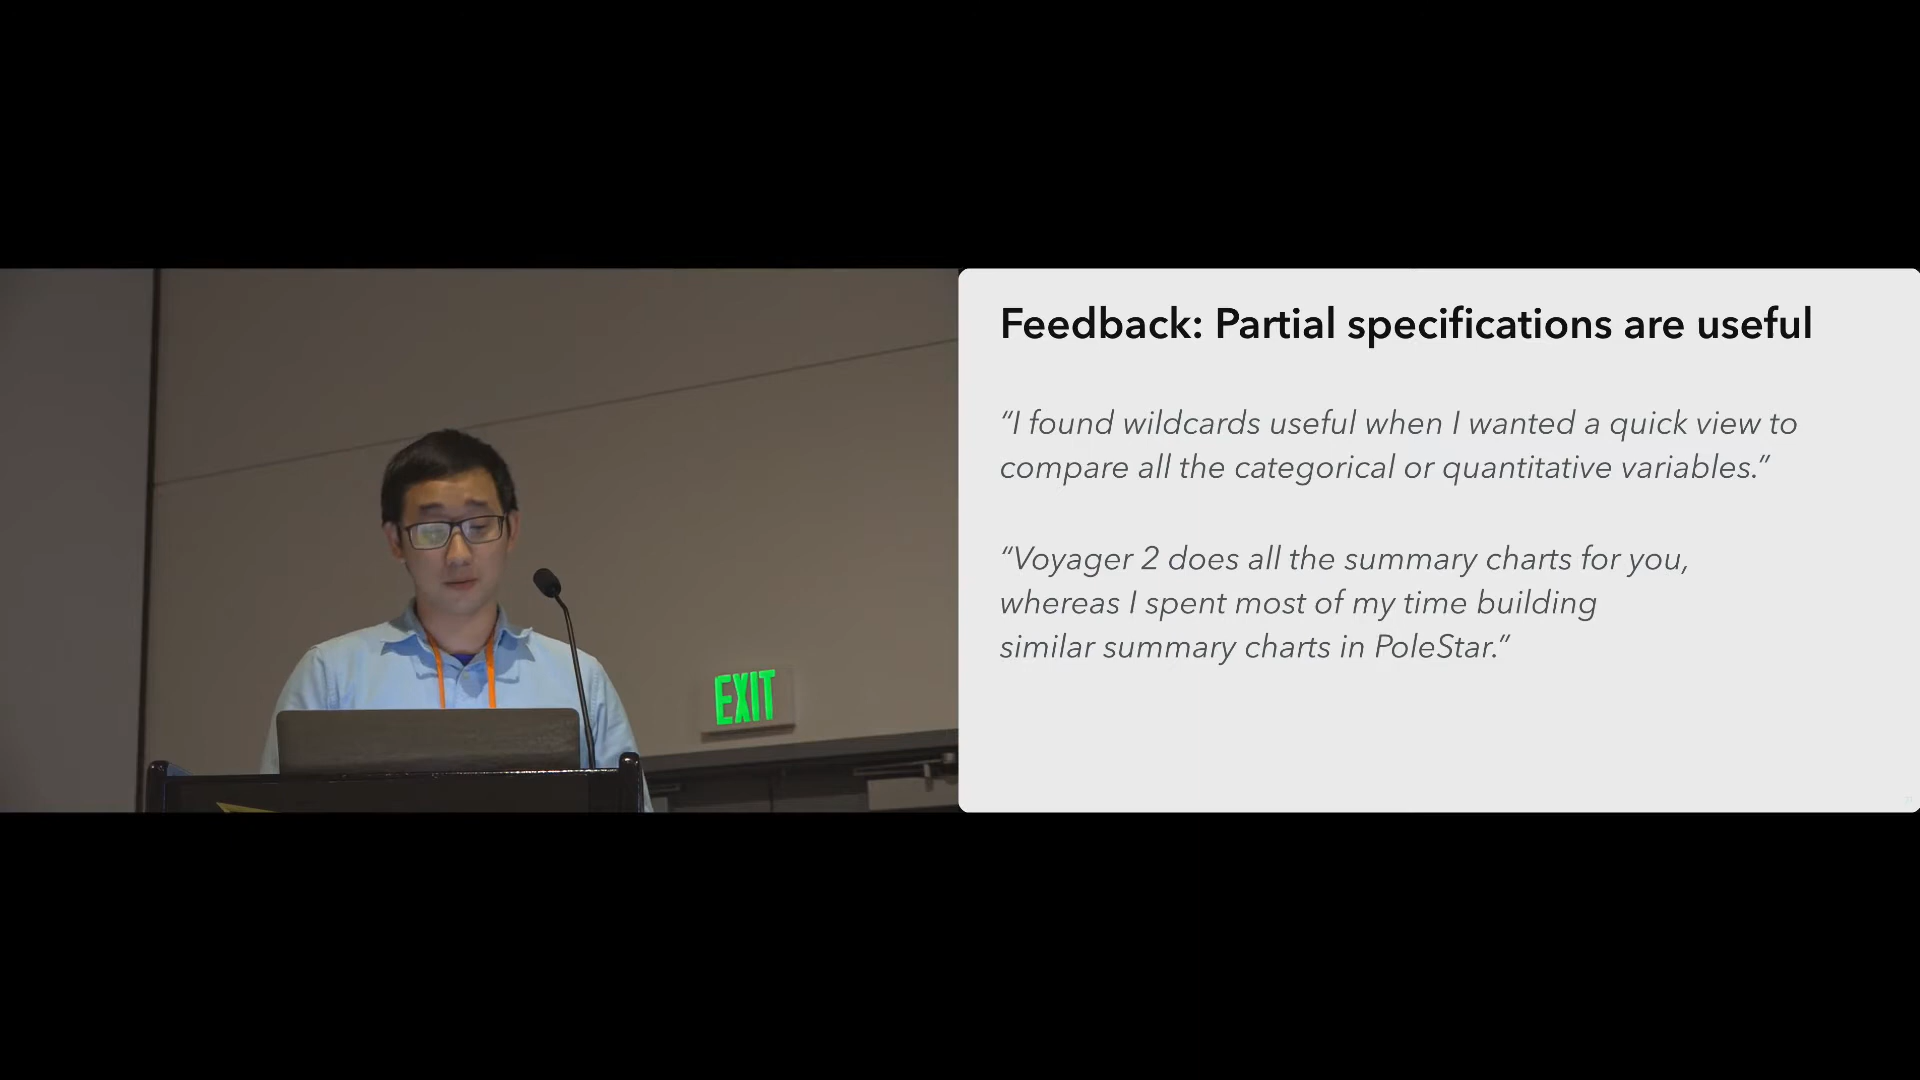 Feedback: Partial specifications are useful
“I found wildcards useful when I wanted a quick view to
compare all the categorical or quantitative variables.”
“Voyager 2 does all the summary charts for you,
whereas I spent most of my time building
similar summary charts in PoleStar.”
EXIT